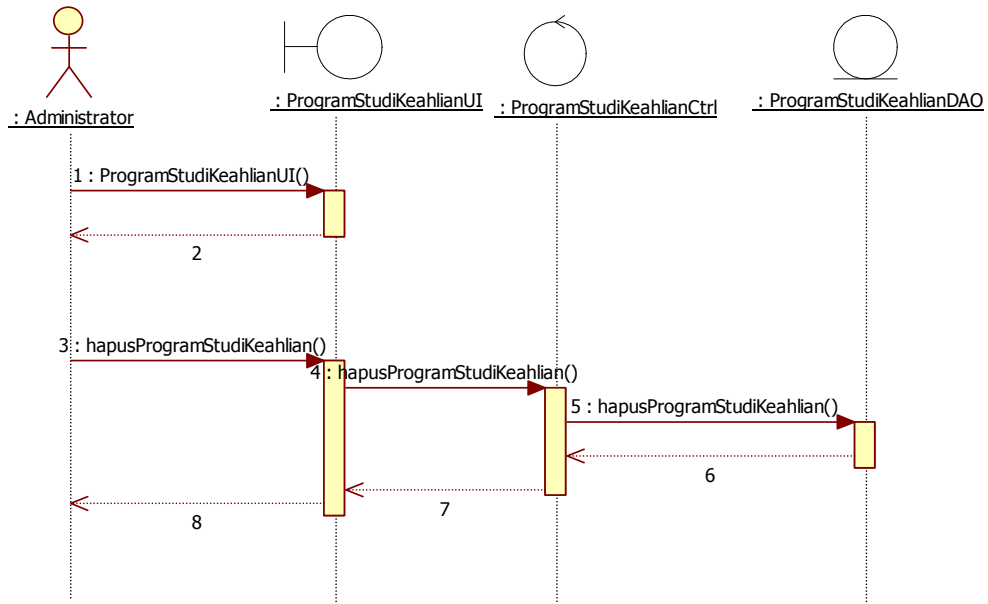 : Administrator
: ProgramStudiKeahlianUI
: ProgramStudiKeahlianCtrl
: ProgramStudiKeahlianDAO
1 : ProgramStudiKeahlianUI()
2
3 : hapusProgramStudiKeahlian()
4 : hapusProgramStudiKeahlian()
5 : hapusProgramStudiKeahlian()
6
7
8